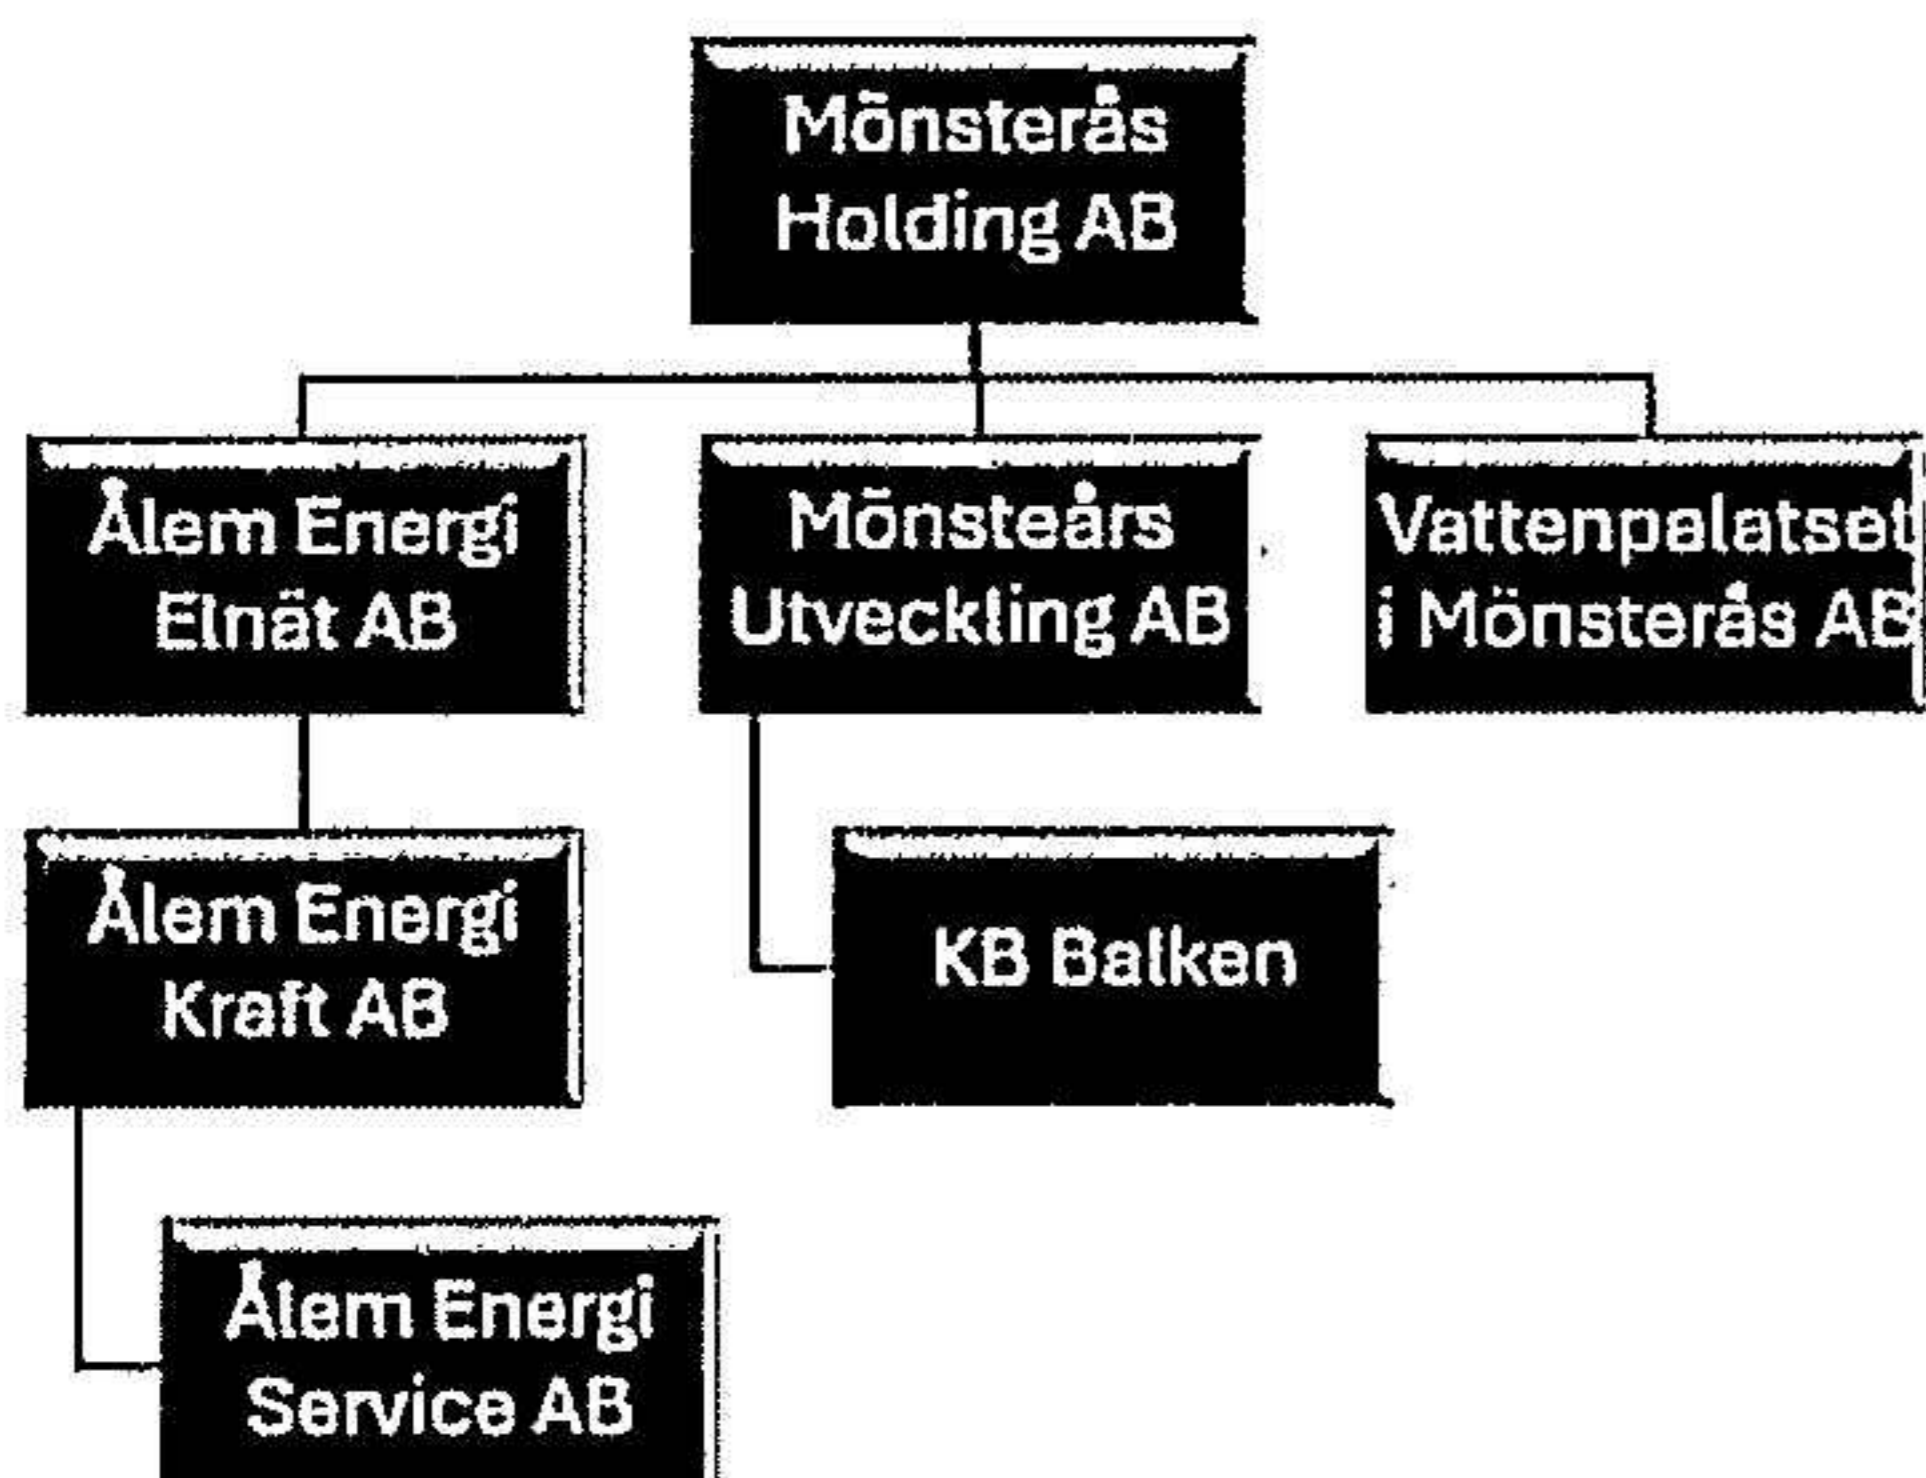 Mönsterås
Holding AB
Ålem Energi
Elnät AB
Mönsteårs
Utveckling AB
Vattenpalatset
i Mönsterås AB
Ålem Energi
Kraft AB
KB Balken
Ålem Energi
Service AB